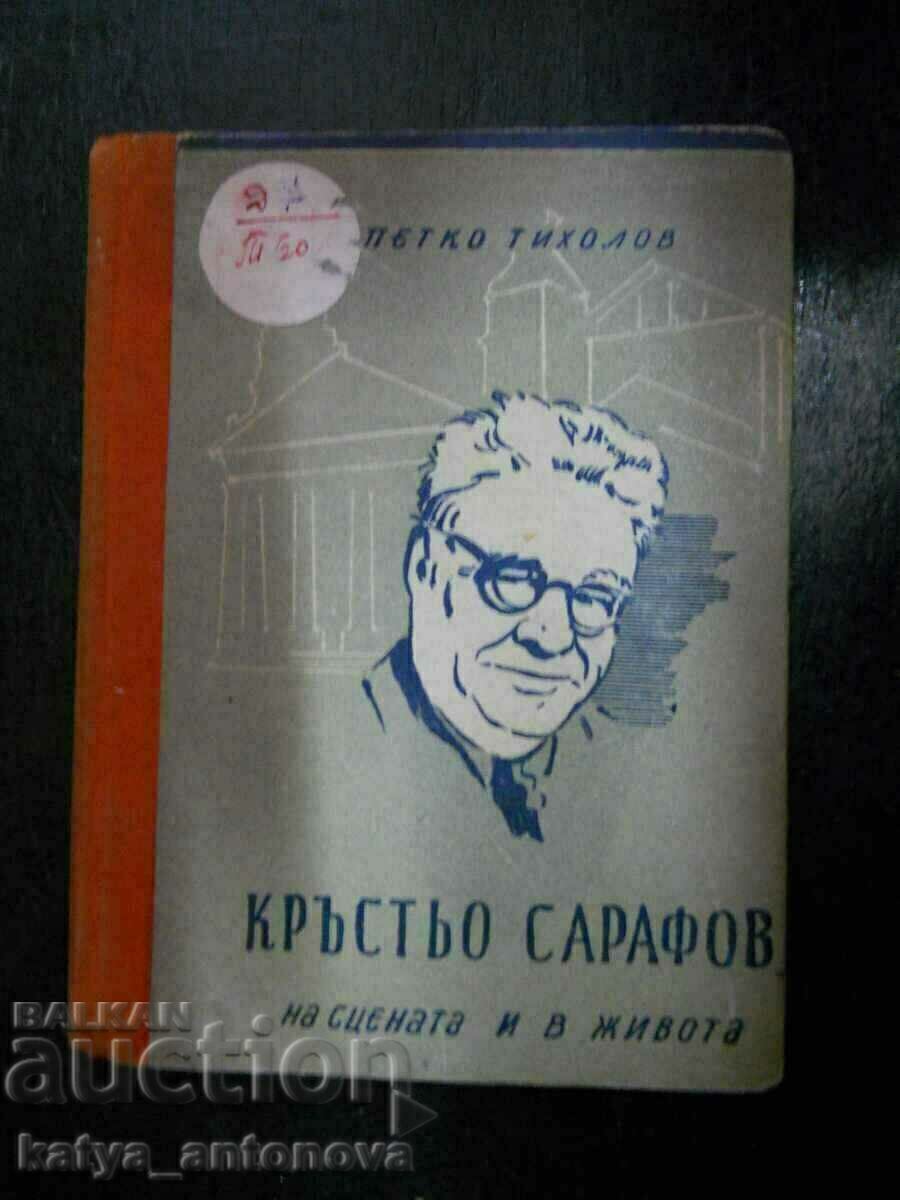 ПЕТКО ТИХОЛОВ
КРЪСТЬО САРАФОВ
на сцената и в живота
BALKAN
auction
katya_antonova